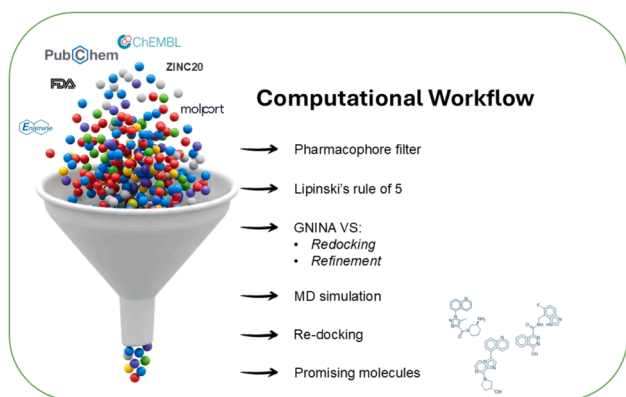 PubChem
ChEMBL
ZINC20
FDA
molport
Enamine
Computational Workflow
Pharmacophore filter
Lipinski's rule of 5
GNINA VS:
• Redocking
• Refinement
MD simulation
Re-docking
Promising molecules